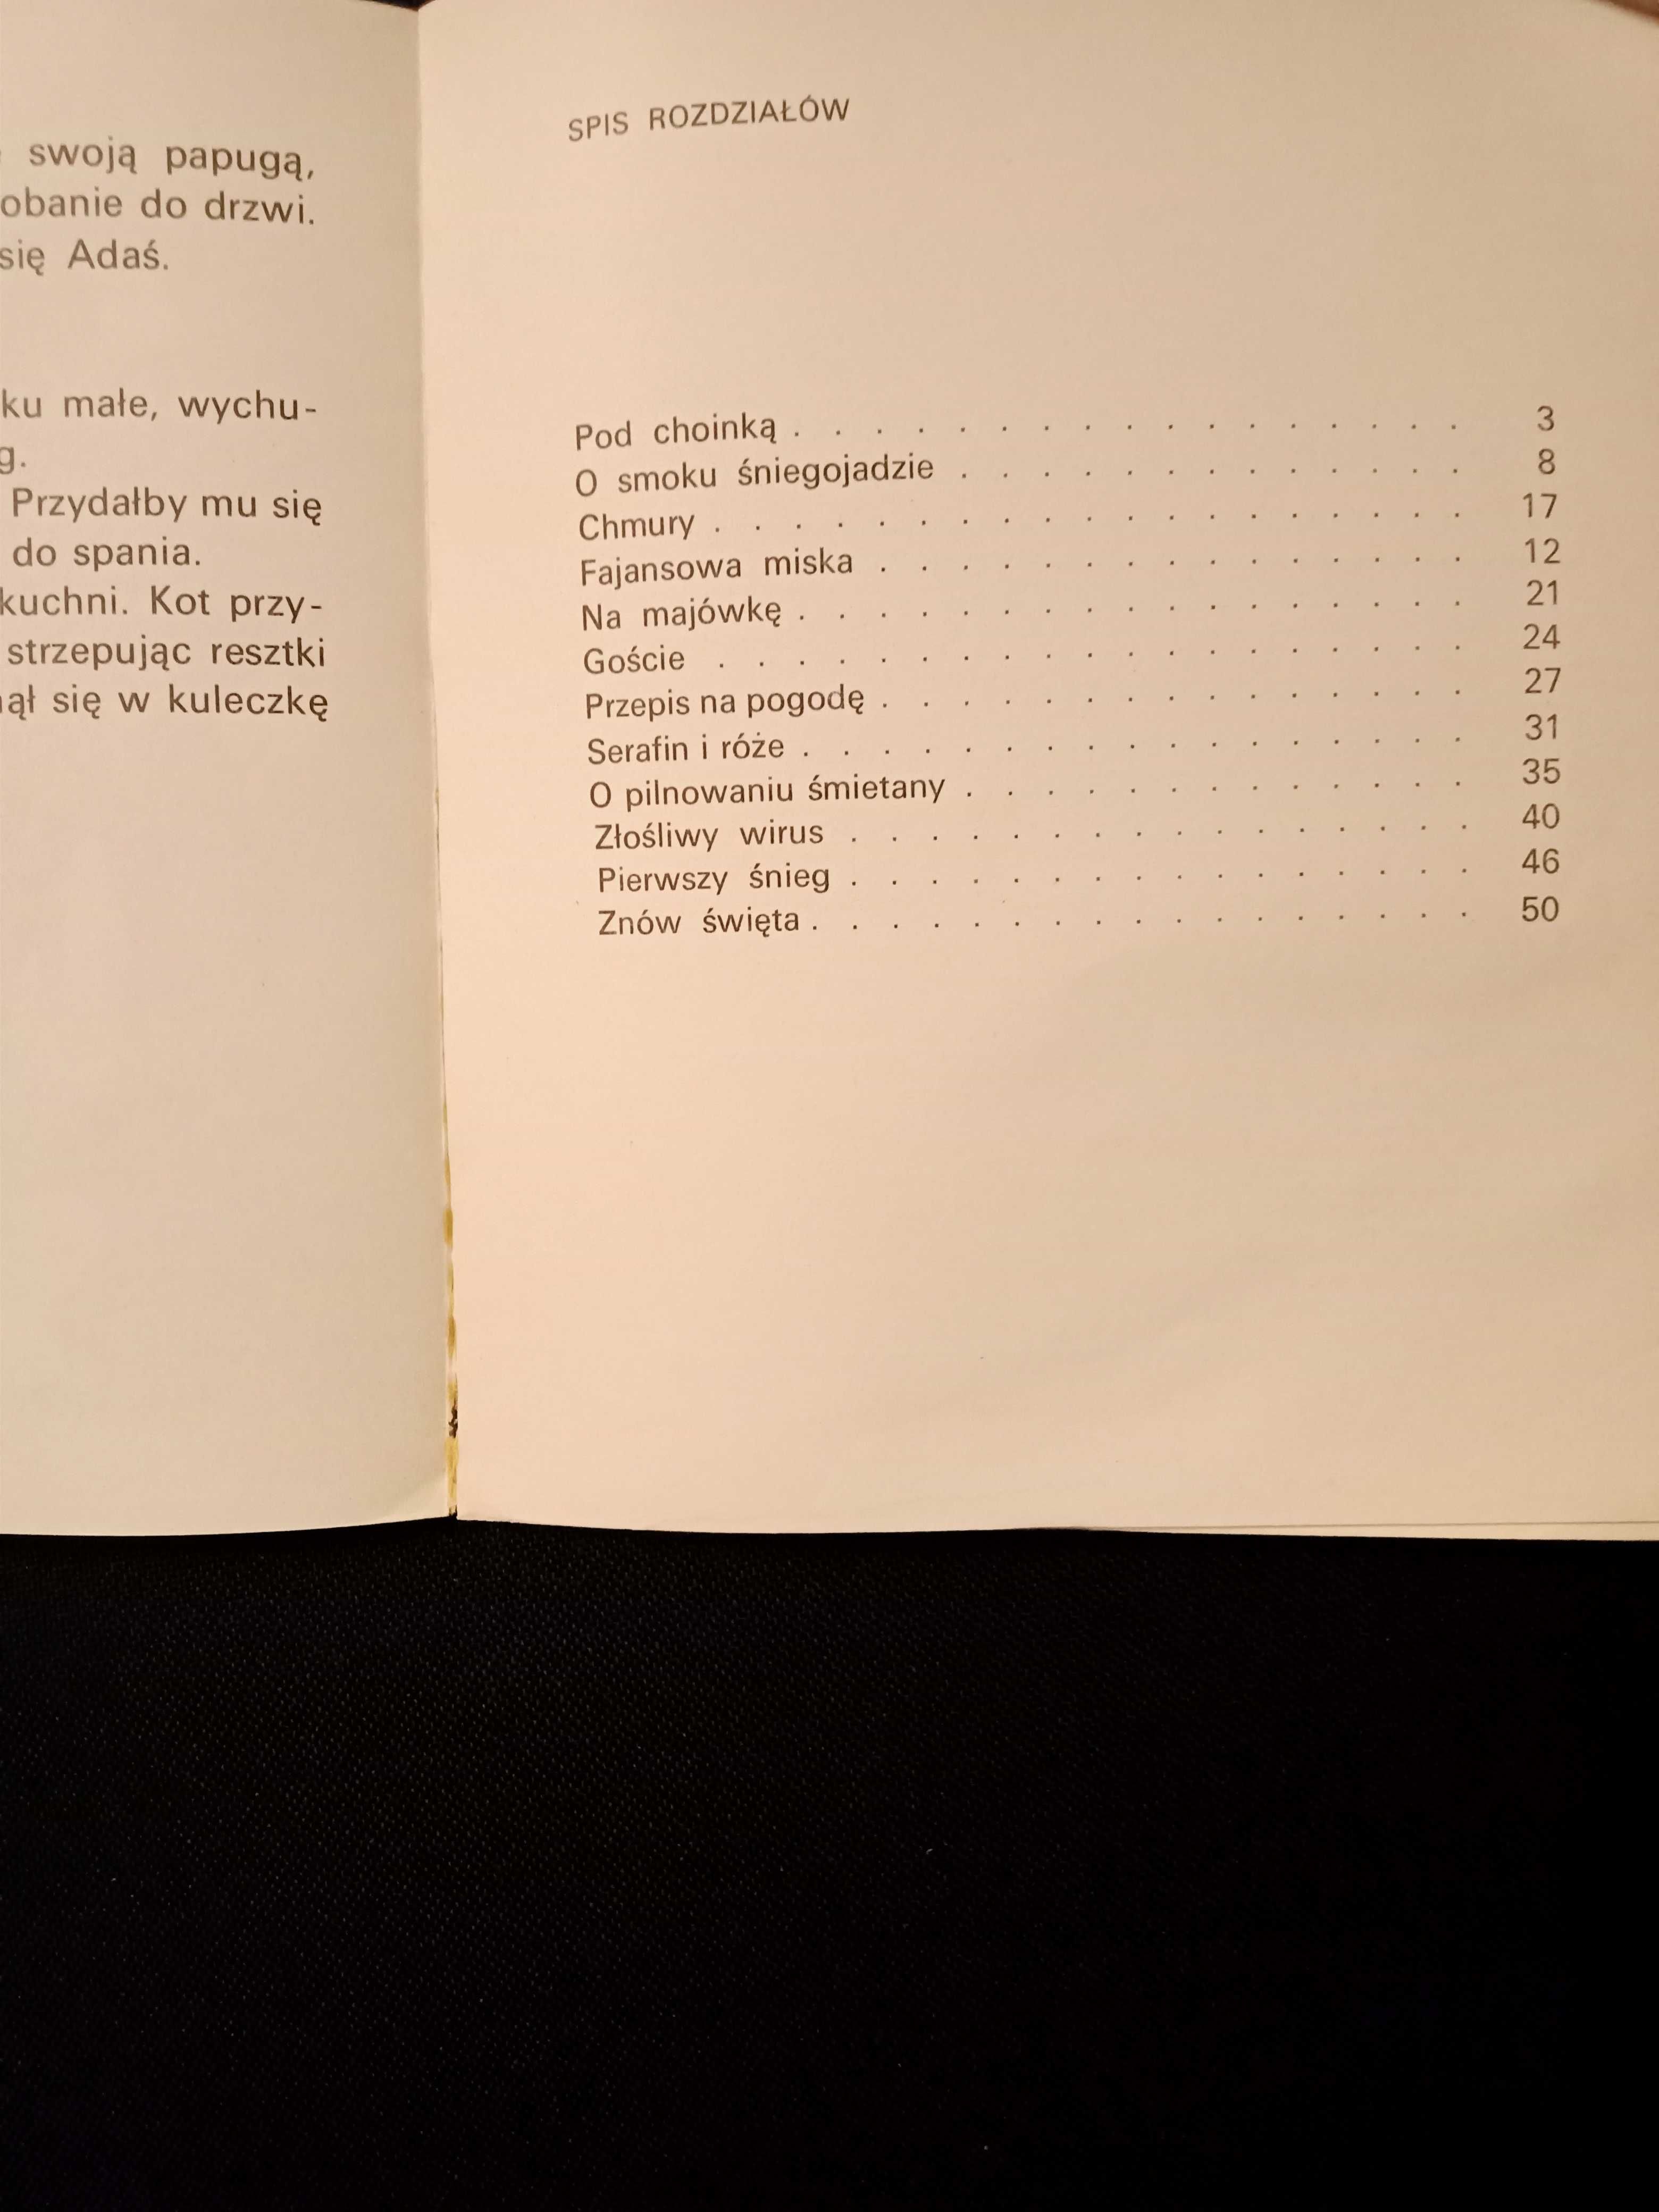 swoją papugą,
obanie do drzwi.
się Adaś.
ku małe, wychu-
g.
Przydałby mu się
do spania.
kuchni. Kot przy-
strzepując resztki
ął się w kuleczkę
SPIS ROZDZIAŁÓW
Pod choinką . . . . . . . . . . . . . . . . . 3
O smoku śniegojadzie . . . . . . . . . . . . . 8
Chmury . . . . . . . . . . . . . . . . . . . 17
Fajansowa miska . . . . . . . . . . . . . . . 12
Na majówkę . . . . . . . . . . . . . . . . . 21
Goście . . . . . . . . . . . . . . . . . . . 24
Przepis na pogodę . . . . . . . . . . . . . . . 27
Serafin i róże . . . . . . . . . . . . . . . . . 31
O pilnowaniu śmietany . . . . . . . . . . . . . 35
Złośliwy wirus . . . . . . . . . . . . . . . . 40
Pierwszy śnieg . . . . . . . . . . . . . . . . 46
Znów święta . . . . . . . . . . . . . . . . . 50